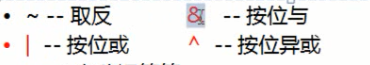 • ~ -- 取反 & -- 按位与
• | -- 按位或 ^ -- 按位异或